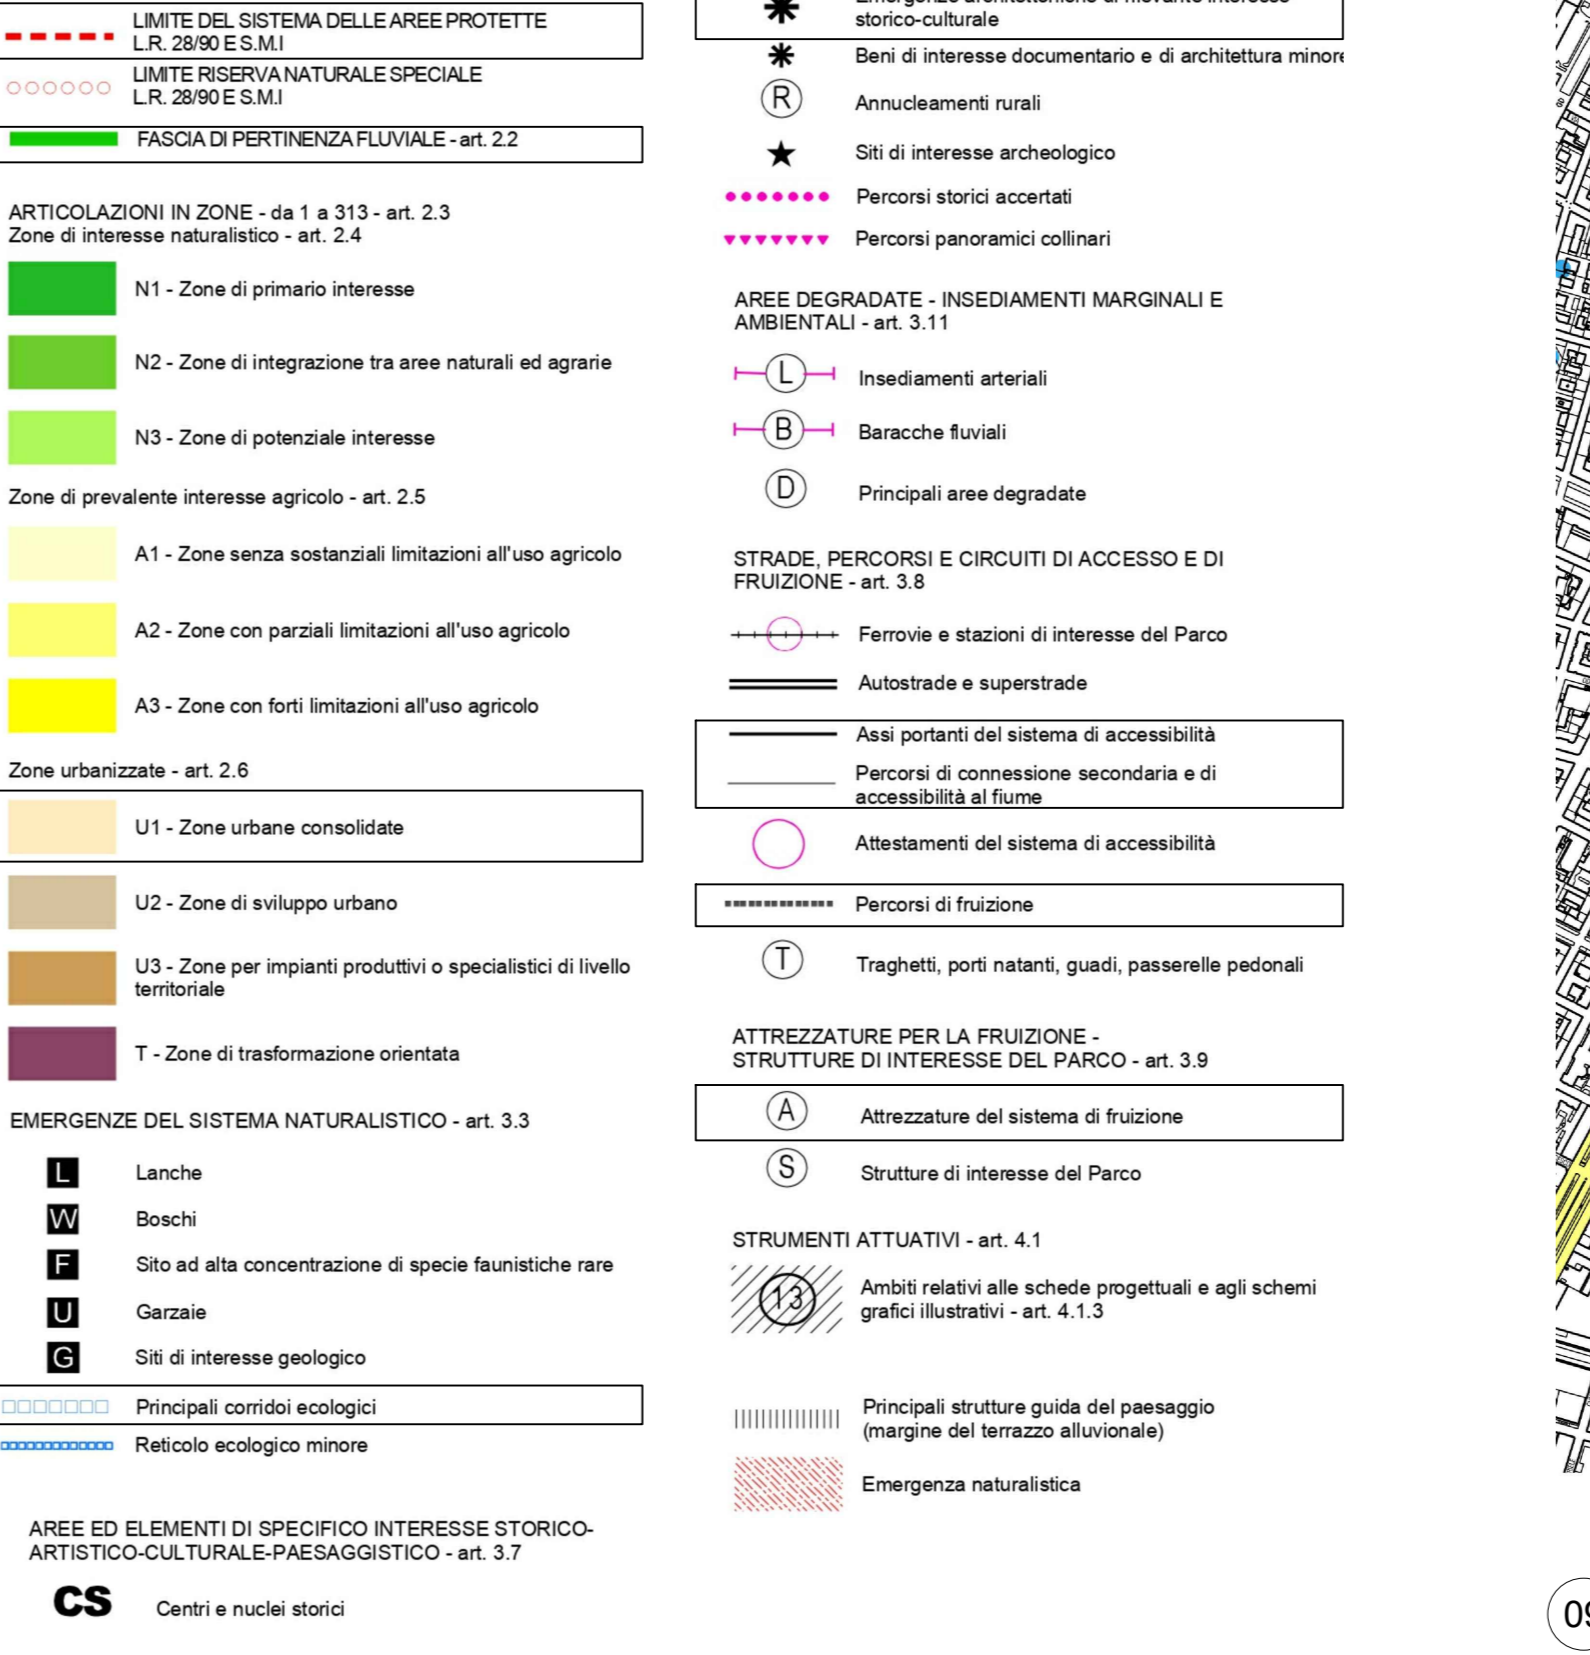 LIMITE DEL SISTEMA DELLE AREE PROTETTE
L.R. 28/90 E S.M.I
LIMITE RISERVA NATURALE SPECIALE
L.R. 28/90 E S.M.I
FASCIA DI PERTINENZA FLUVIALE - art. 2.2
ARTICOLAZIONI IN ZONE - da 1 a 313 - art. 2.3
Zone di interesse naturalistico - art. 2.4
N1 - Zone di primario interesse
N2 - Zone di integrazione tra aree naturali ed agrarie
N3 - Zone di potenziale interesse
Zone di prevalente interesse agricolo - art. 2.5
A1 - Zone senza sostanziali limitazioni all'uso agricolo
A2 - Zone con parziali limitazioni all'uso agricolo
A3 - Zone con forti limitazioni all'uso agricolo
Zone urbanizzate - art. 2.6
U1 - Zone urbane consolidate
U2 - Zone di sviluppo urbano
U3 - Zone per impianti produttivi o specialistici di livello
territoriale
T - Zone di trasformazione orientata
EMERGENZE DEL SISTEMA NATURALISTICO - art. 3.3
L Lanche
W Boschi
F Sito ad alta concentrazione di specie faunistiche rare
U Garzaie
G Siti di interesse geologico
Principali corridoi ecologici
Reticolo ecologico minore
AREE ED ELEMENTI DI SPECIFICO INTERESSE STORICO-
ARTISTICO-CULTURALE-PAESAGGISTICO - art. 3.7
CS Centri e nuclei storici
Emergenze architettoniche di rilevante interesse
storico-culturale
Beni di interesse documentario e di architettura minore
R Annucleamenti rurali
Siti di interesse archeologico
Percorsi storici accertati
Percorsi panoramici collinari
AREE DEGRADATE - INSEDIAMENTI MARGINALI E
AMBIENTALI - art. 3.11
L Insediamenti arteriali
B Baracche fluviali
D Principali aree degradate
STRADE, PERCORSI E CIRCUITI DI ACCESSO E DI
FRUIZIONE - art. 3.8
Ferrovie e stazioni di interesse del Parco
Autostrade e superstrade
Assi portanti del sistema di accessibilità
Percorsi di connessione secondaria e di
accessibilità al fiume
Attestamenti del sistema di accessibilità
Percorsi di fruizione
T Traghetti, porti natanti, guadi, passerelle pedonali
ATTREZZATURE PER LA FRUIZIONE -
STRUTTURE DI INTERESSE DEL PARCO - art. 3.9
A Attrezzature del sistema di fruizione
S Strutture di interesse del Parco
STRUMENTI ATTUATIVI - art. 4.1
13 Ambiti relativi alle schede progettuali e agli schemi
grafici illustrativi - art. 4.1.3
Principali strutture guida del paesaggio
(margine del terrazzo alluvionale)
Emergenza naturalistica
09